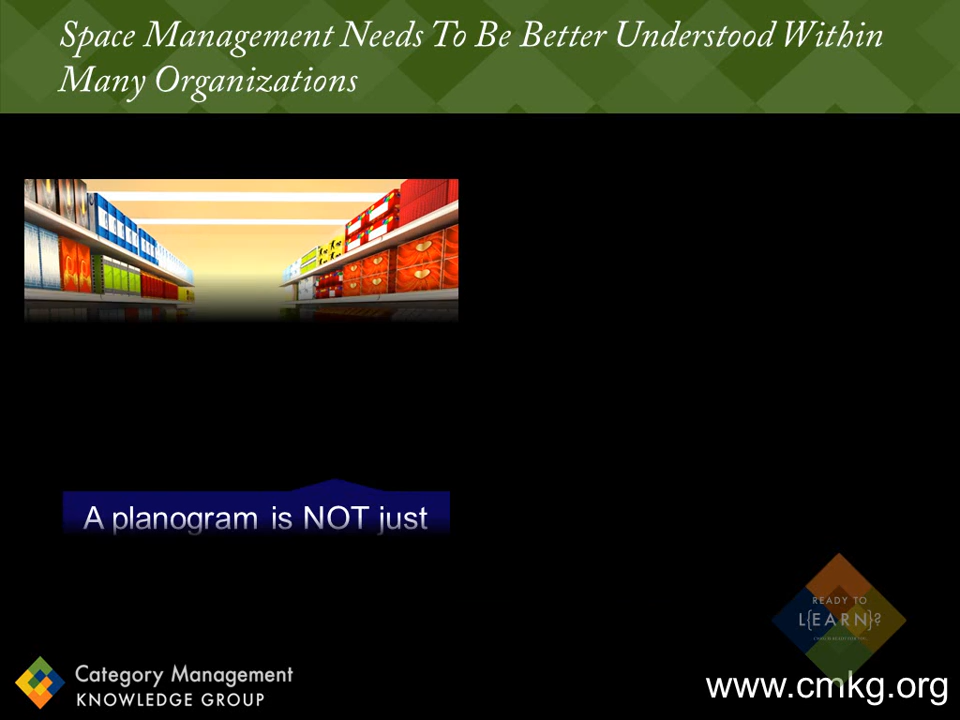 Space Management Needs To Be Better Understood Within
Many Organizations
A planogram is NOT just
READY TO
L{EARN}?
Category Management
KNOWLEDGE GROUP
www.cmkg.org